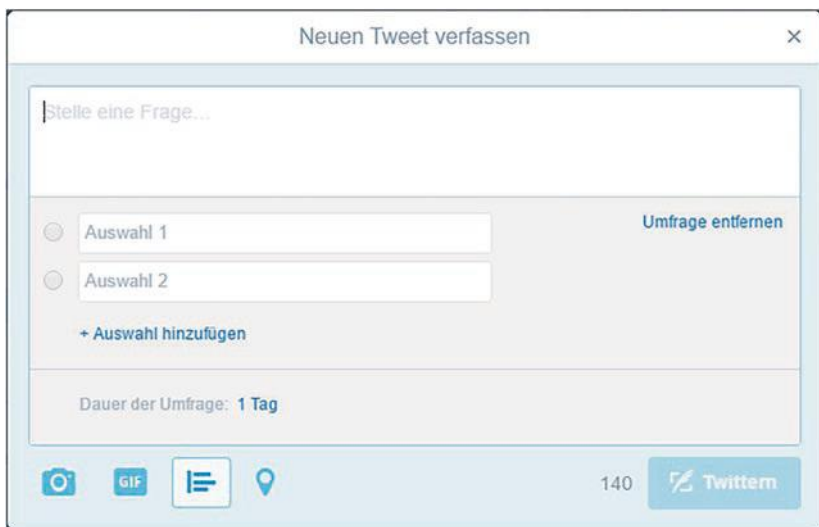 Neuen Tweet verfassen ×
Stelle eine Frage...
Auswahl 1
Umfrage entfernen
Auswahl 2
+ Auswahl hinzufügen
Dauer der Umfrage: 1 Tag
GIF
140
Twittern